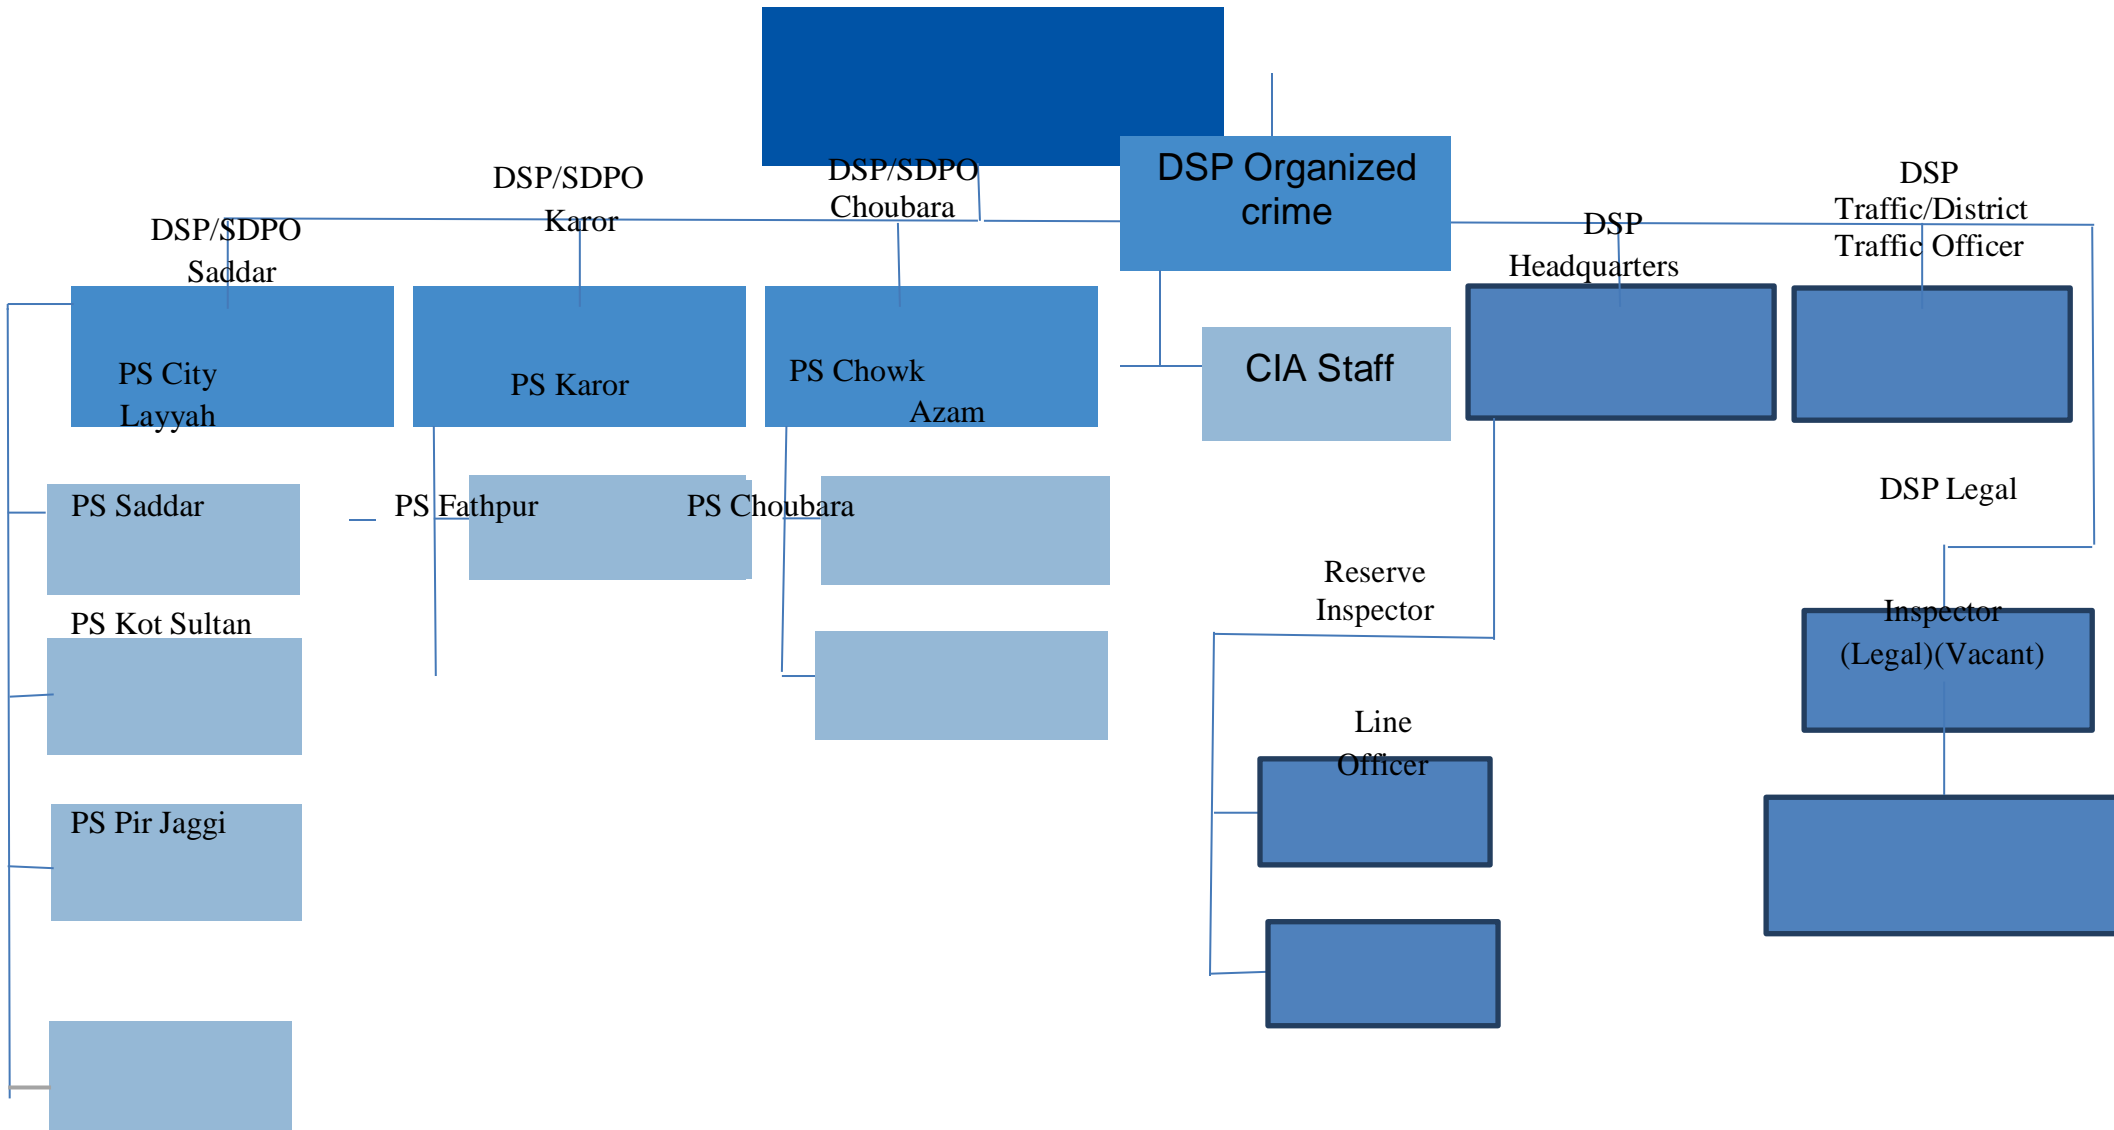 DSP/SDPO
Saddar
DSP/SDPO
Karor
DSP/SDPO
Choubara
DSP Organized
crime
DSP
Headquarters
DSP
Traffic/District
Traffic Officer
PS City
Layyah
PS Karor
PS Chowk
Azam
CIA Staff
PS Saddar
PS Fathpur
PS Choubara
DSP Legal
Reserve
Inspector
Inspector
(Legal)(Vacant)
PS Kot Sultan
Line
Officer
PS Pir Jaggi